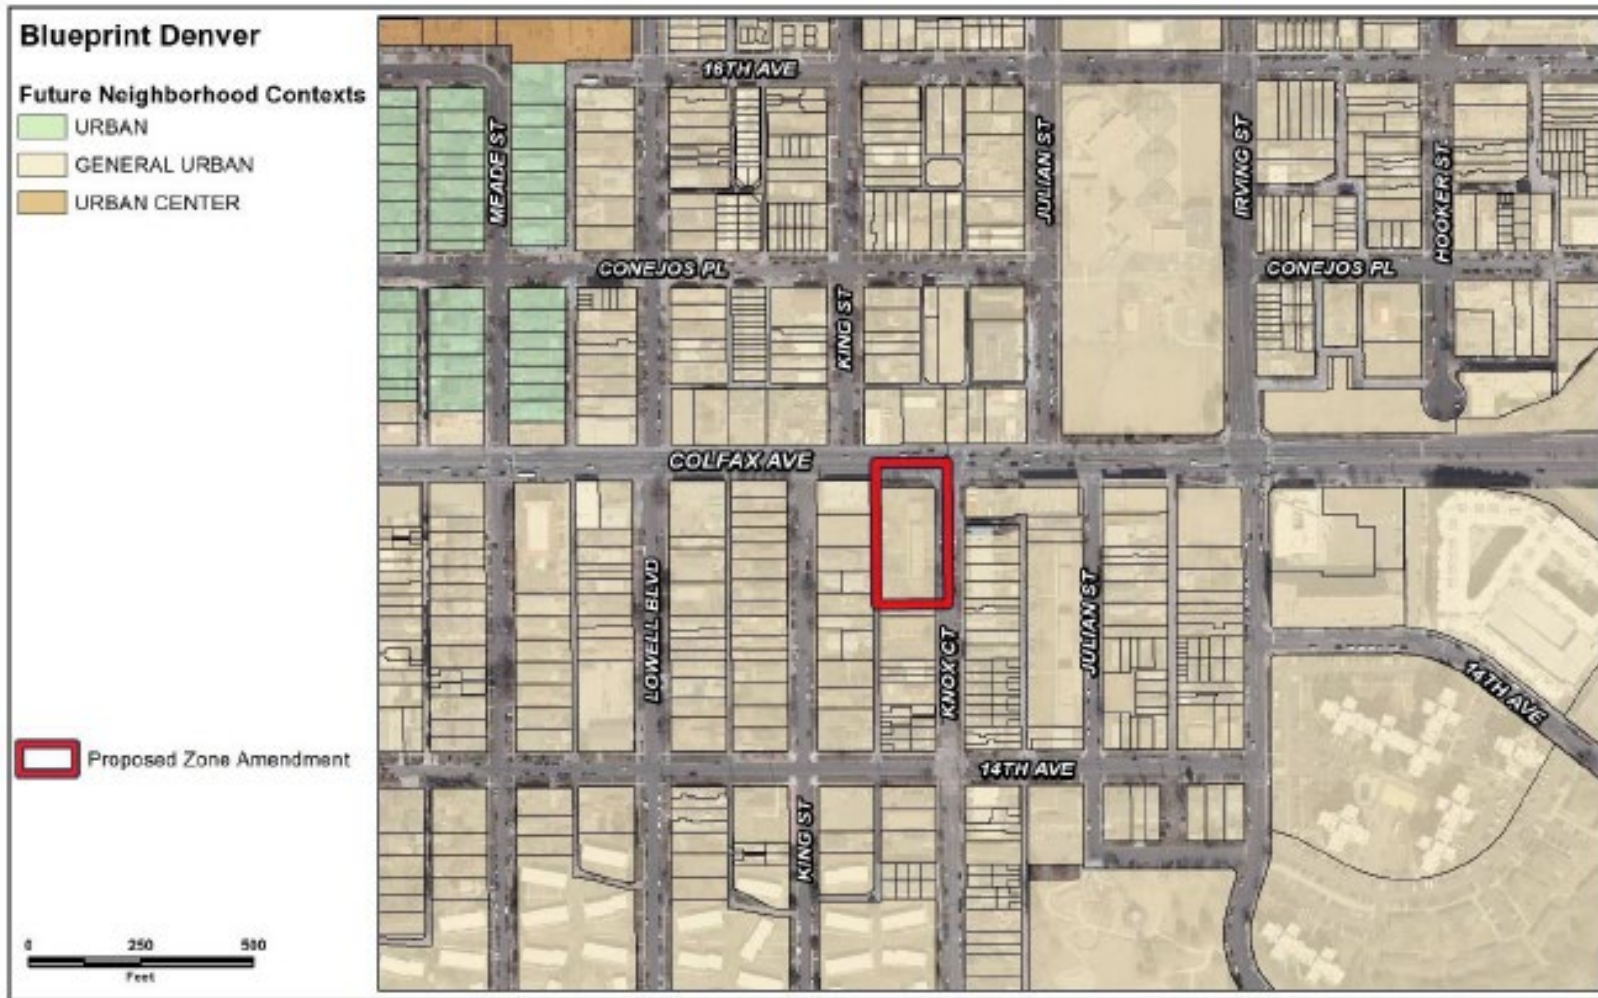 Blueprint Denver
Future Neighborhood Contexts
URBAN
GENERAL URBAN
URBAN CENTER
Proposed Zone Amendment
0 250 500
Feet
16TH AVE
MEADE ST
JULIAN ST
IRVING ST
HOOKER ST
CONEJOS PL
CONEJOS PL
KING ST
COLFAX AVE
LOWELL BLVD
KNOX CT
JULIAN ST
14TH AVE
14TH AVE
KING ST